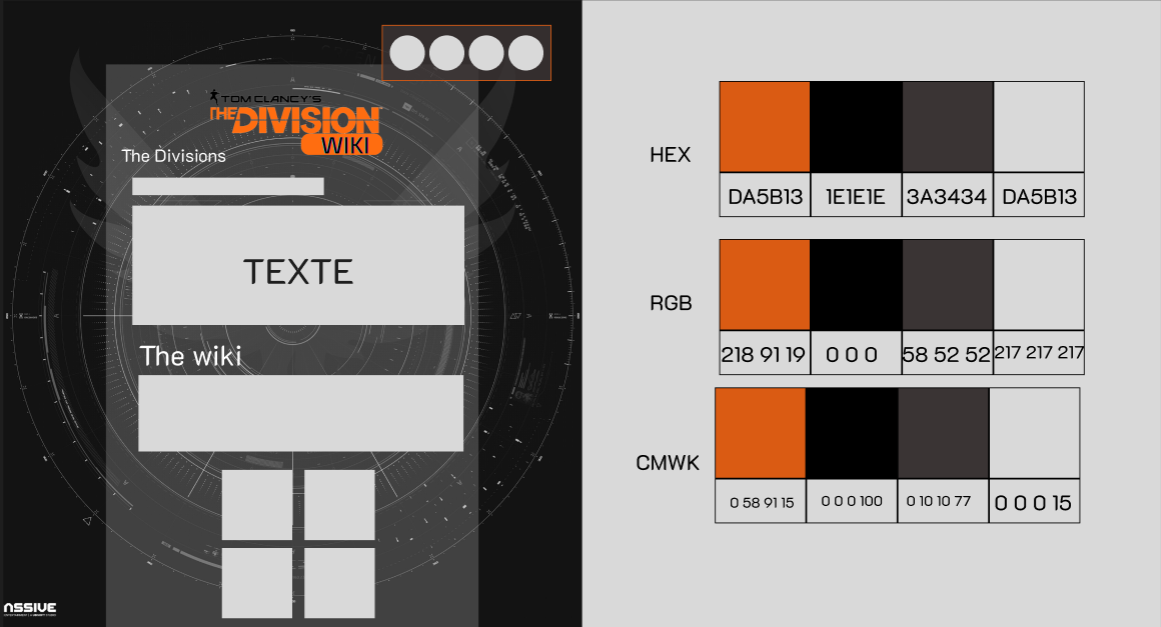 TOM CLANCY'S
THE DIVISION
WIKI
The Divisions
TEXTE
The wiki
HEX
DA5B13 1E1E1E 3A3434 DA5B13
RGB
218 91 19 0 0 0 58 52 52 217 217 217
CMWK
0 58 91 15 0 0 0 100 0 10 10 77 0 0 0 15